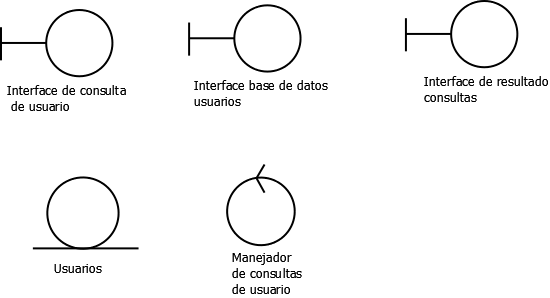 Interface de consulta
de usuario
Interface base de datos
usuarios
Interface de resultado
consultas
Usuarios
Manejador
de consultas
de usuario